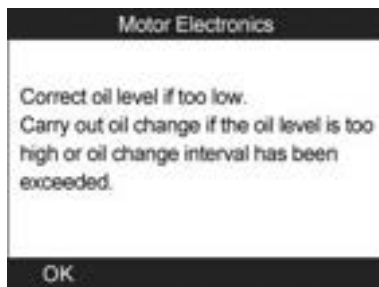 Motor Electronics
Correct oil level if too low.
Carry out oil change if the oil level is too
high or oil change interval has been
exceeded.
OK